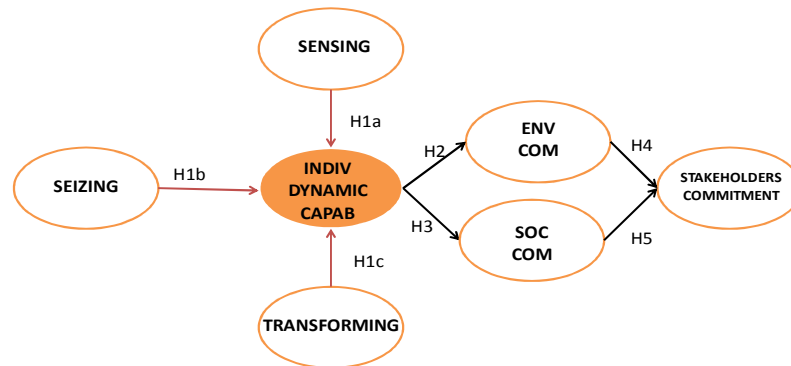 SENSING
H1a
H1b
SEIZING
INDIV
DYNAMIC
CAPAB
H2
ENV
COM
H4
STAKEHOLDERS
COMMITMENT
H3
SOC
COM
H5
H1c
TRANSFORMING